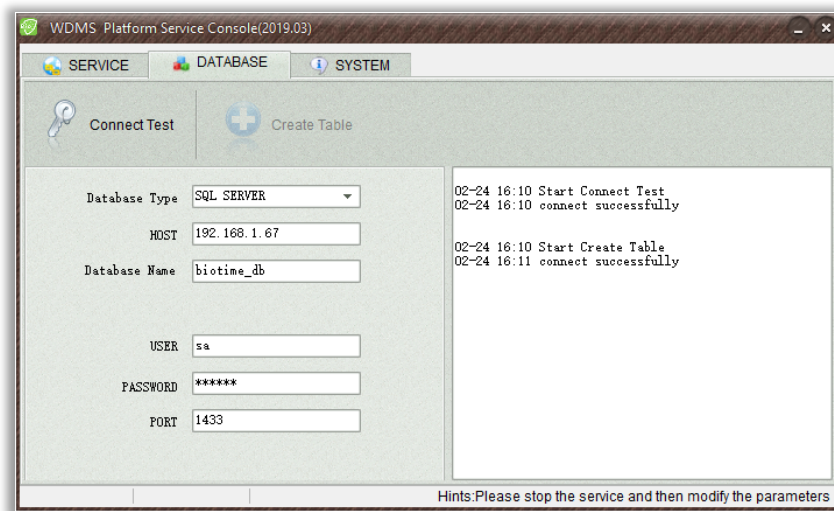 WDMS Platform Service Console(2019.03)
SERVICE
DATABASE
SYSTEM
Connect Test
Create Table
Database Type
SQL SERVER
HOST
192.168.1.67
Database Name
biotime_db
USER
sa
PASSWORD
******
PORT
1433
02-24 16:10 Start Connect Test
02-24 16:10 connect successfully
02-24 16:10 Start Create Table
02-24 16:11 connect successfully
Hints:Please stop the service and then modify the parameters